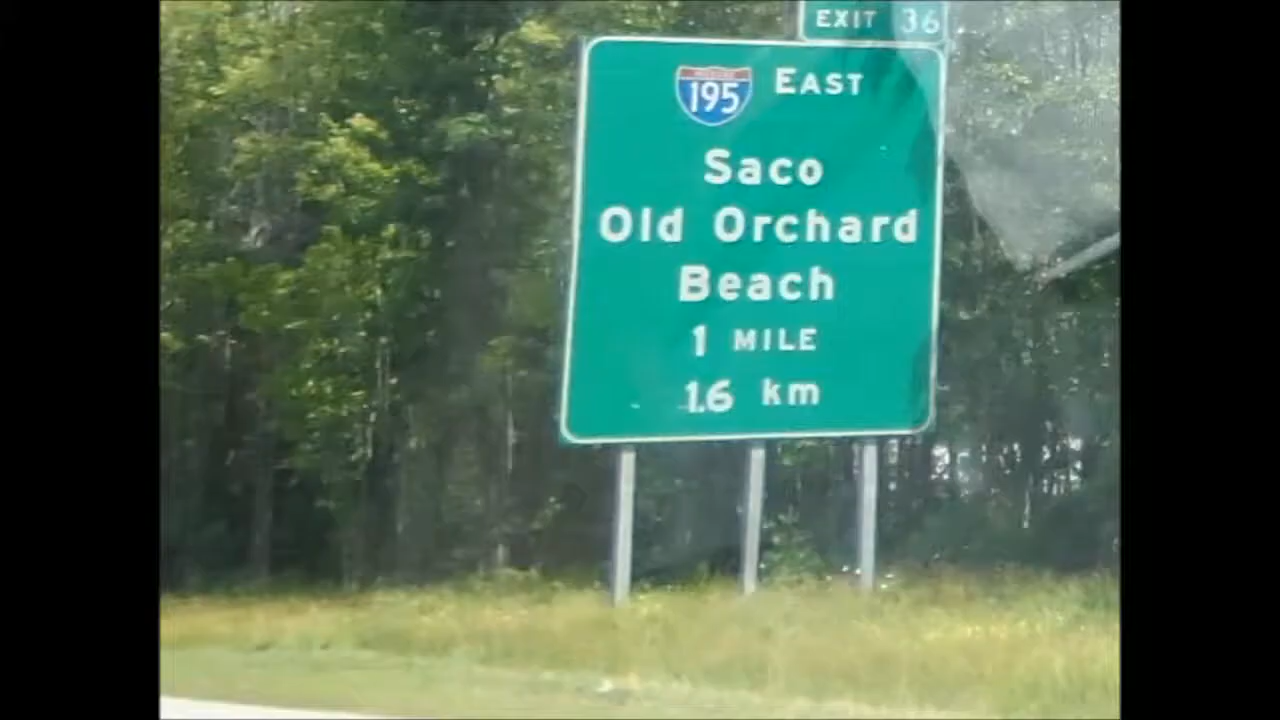 EXIT 36
195 EAST
Saco
Old Orchard
Beach
1 MILE
1.6 km